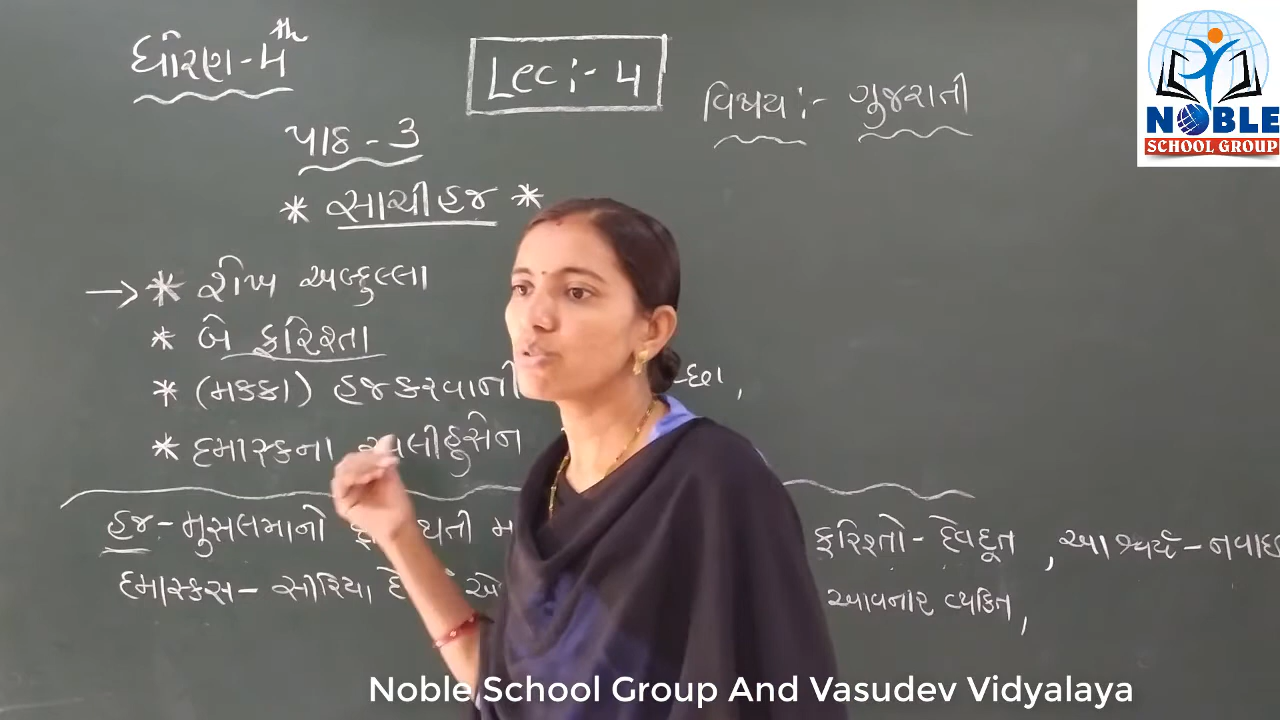 ધોરણ-4th
Lec :- 4
વિષય :- ગુજરાતી
NOBLE
SCHOOL GROUP
પાઠ - 3
* સાચી હજ *
→ * શેખ અબ્દુલ્લા
* બે ફરિશ્તા
* (મક્કા) હજ કરવાની
* દમાસ્કના અલીહુસેન
હજ - મુસલમાનો
ફરિશ્તો - દેવદૂત , આશ્ચર્ય - નવાઇ
દમાસ્કસ - સીરિયા
આવનાર વ્યકિત,
Noble School Group And Vasudev Vidyalaya